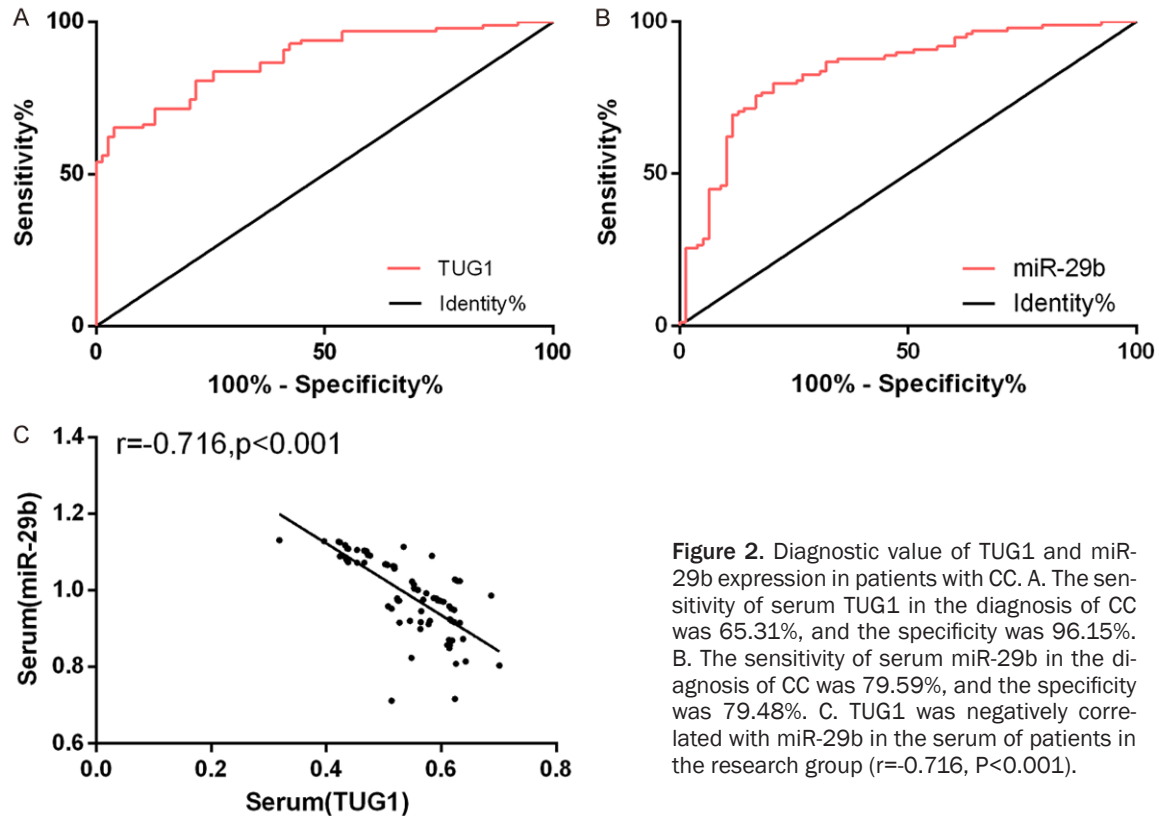 A
100
50
0
Sensitivity%
TUG1
Identity%
0
50
100
100% - Specificity%
B
100
50
0
Sensitivity%
miR-29b
Identity%
0
50
100
100% - Specificity%
C
r=-0.716,p<0.001
1.4
1.2
1.0
0.8
0.6
Serum(miR-29b)
0.0
0.2
0.4
0.6
0.8
Serum(TUG1)
Figure 2. Diagnostic value of TUG1 and miR-
29b expression in patients with CC. A. The sen-
sitivity of serum TUG1 in the diagnosis of CC
was 65.31%, and the specificity was 96.15%.
B. The sensitivity of serum miR-29b in the di-
agnosis of CC was 79.59%, and the specificity
was 79.48%. C. TUG1 was negatively corre-
lated with miR-29b in the serum of patients in
the research group (r=-0.716, P<0.001).